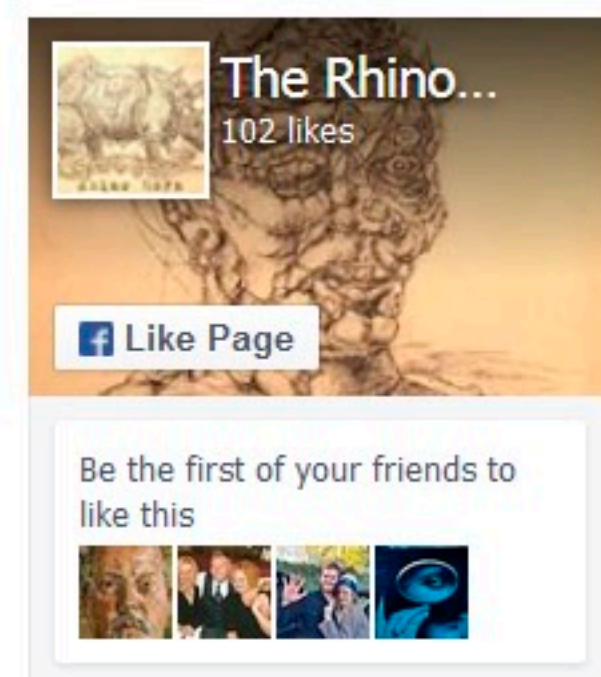 The Rhino...
102 likes
Like Page
Be the first of your friends to
like this